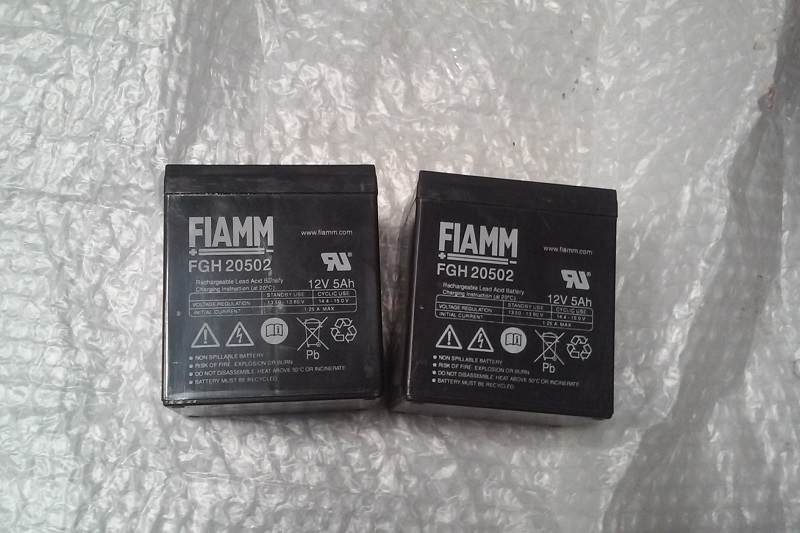 FIAMM
www.fiamm.com
FGH 20502
Rechargeable Lead Acid Battery
Charging Instruction (at 20°C)
12V 5Ah
STANDBY USE CYCLIC USE
VOLTAGE REGULATION 13.50 - 13.80 V 14.4 - 15.0 V
INITIAL CURRENT 1.25 A MAX
Pb
NON SPILLABLE BATTERY
RISK OF FIRE, EXPLOSION OR BURN
DO NOT DISASSEMBLE, HEAT ABOVE 50°C OR INCINERATE
BATTERY MUST BE RECYCLED
FIAMM
www.fiamm.com
FGH 20502
Rechargeable Lead Acid Battery
Charging Instruction (at 20°C)
12V 5Ah
STANDBY USE CYCLIC USE
VOLTAGE REGULATION 13.50 - 13.80V 14.4 - 15.0V
INITIAL CURRENT 1.25 A MAX
Pb
NON SPILLABLE BATTERY
RISK OF FIRE, EXPLOSION OR BURN
DO NOT DISASSEMBLE, HEAT ABOVE 50°C OR INCINERATE
BATTERY MUST BE RECYCLED